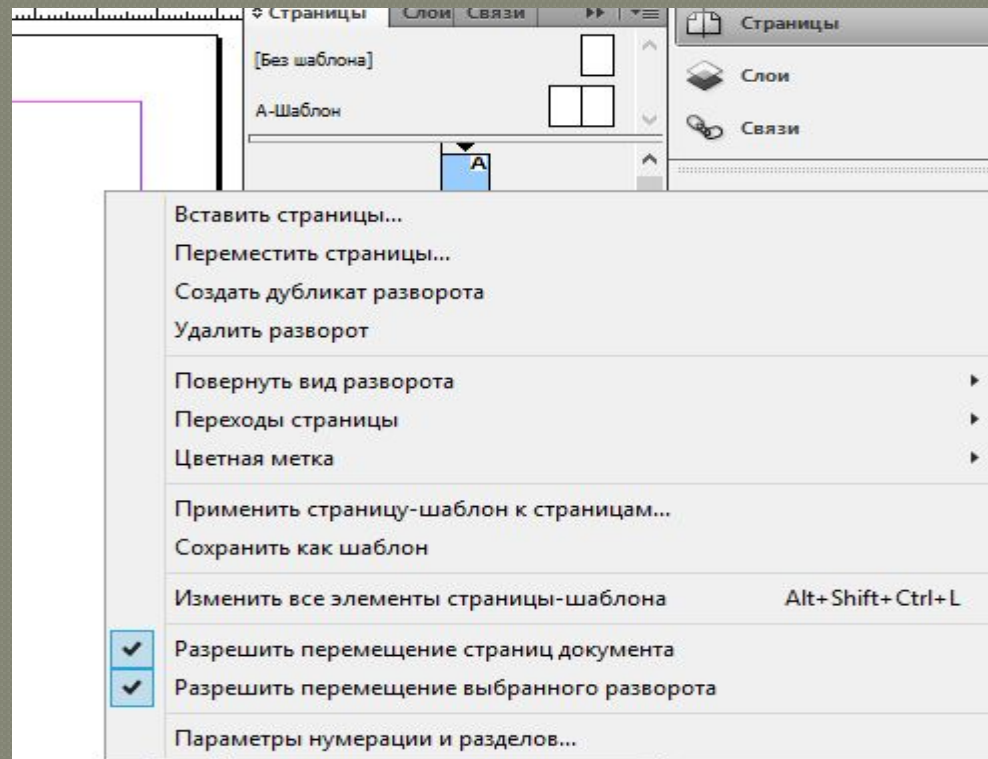 Страницы Слои Связи
[Без шаблона]
A-Шаблон
A
Страницы
Слои
Связи
Вставить страницы...
Переместить страницы...
Создать дубликат разворота
Удалить разворот
Повернуть вид разворота
Переходы страницы
Цветная метка
Применить страницу-шаблон к страницам...
Сохранить как шаблон
Изменить все элементы страницы-шаблона Alt+Shift+Ctrl+L
Разрешить перемещение страниц документа
Разрешить перемещение выбранного разворота
Параметры нумерации и разделов...